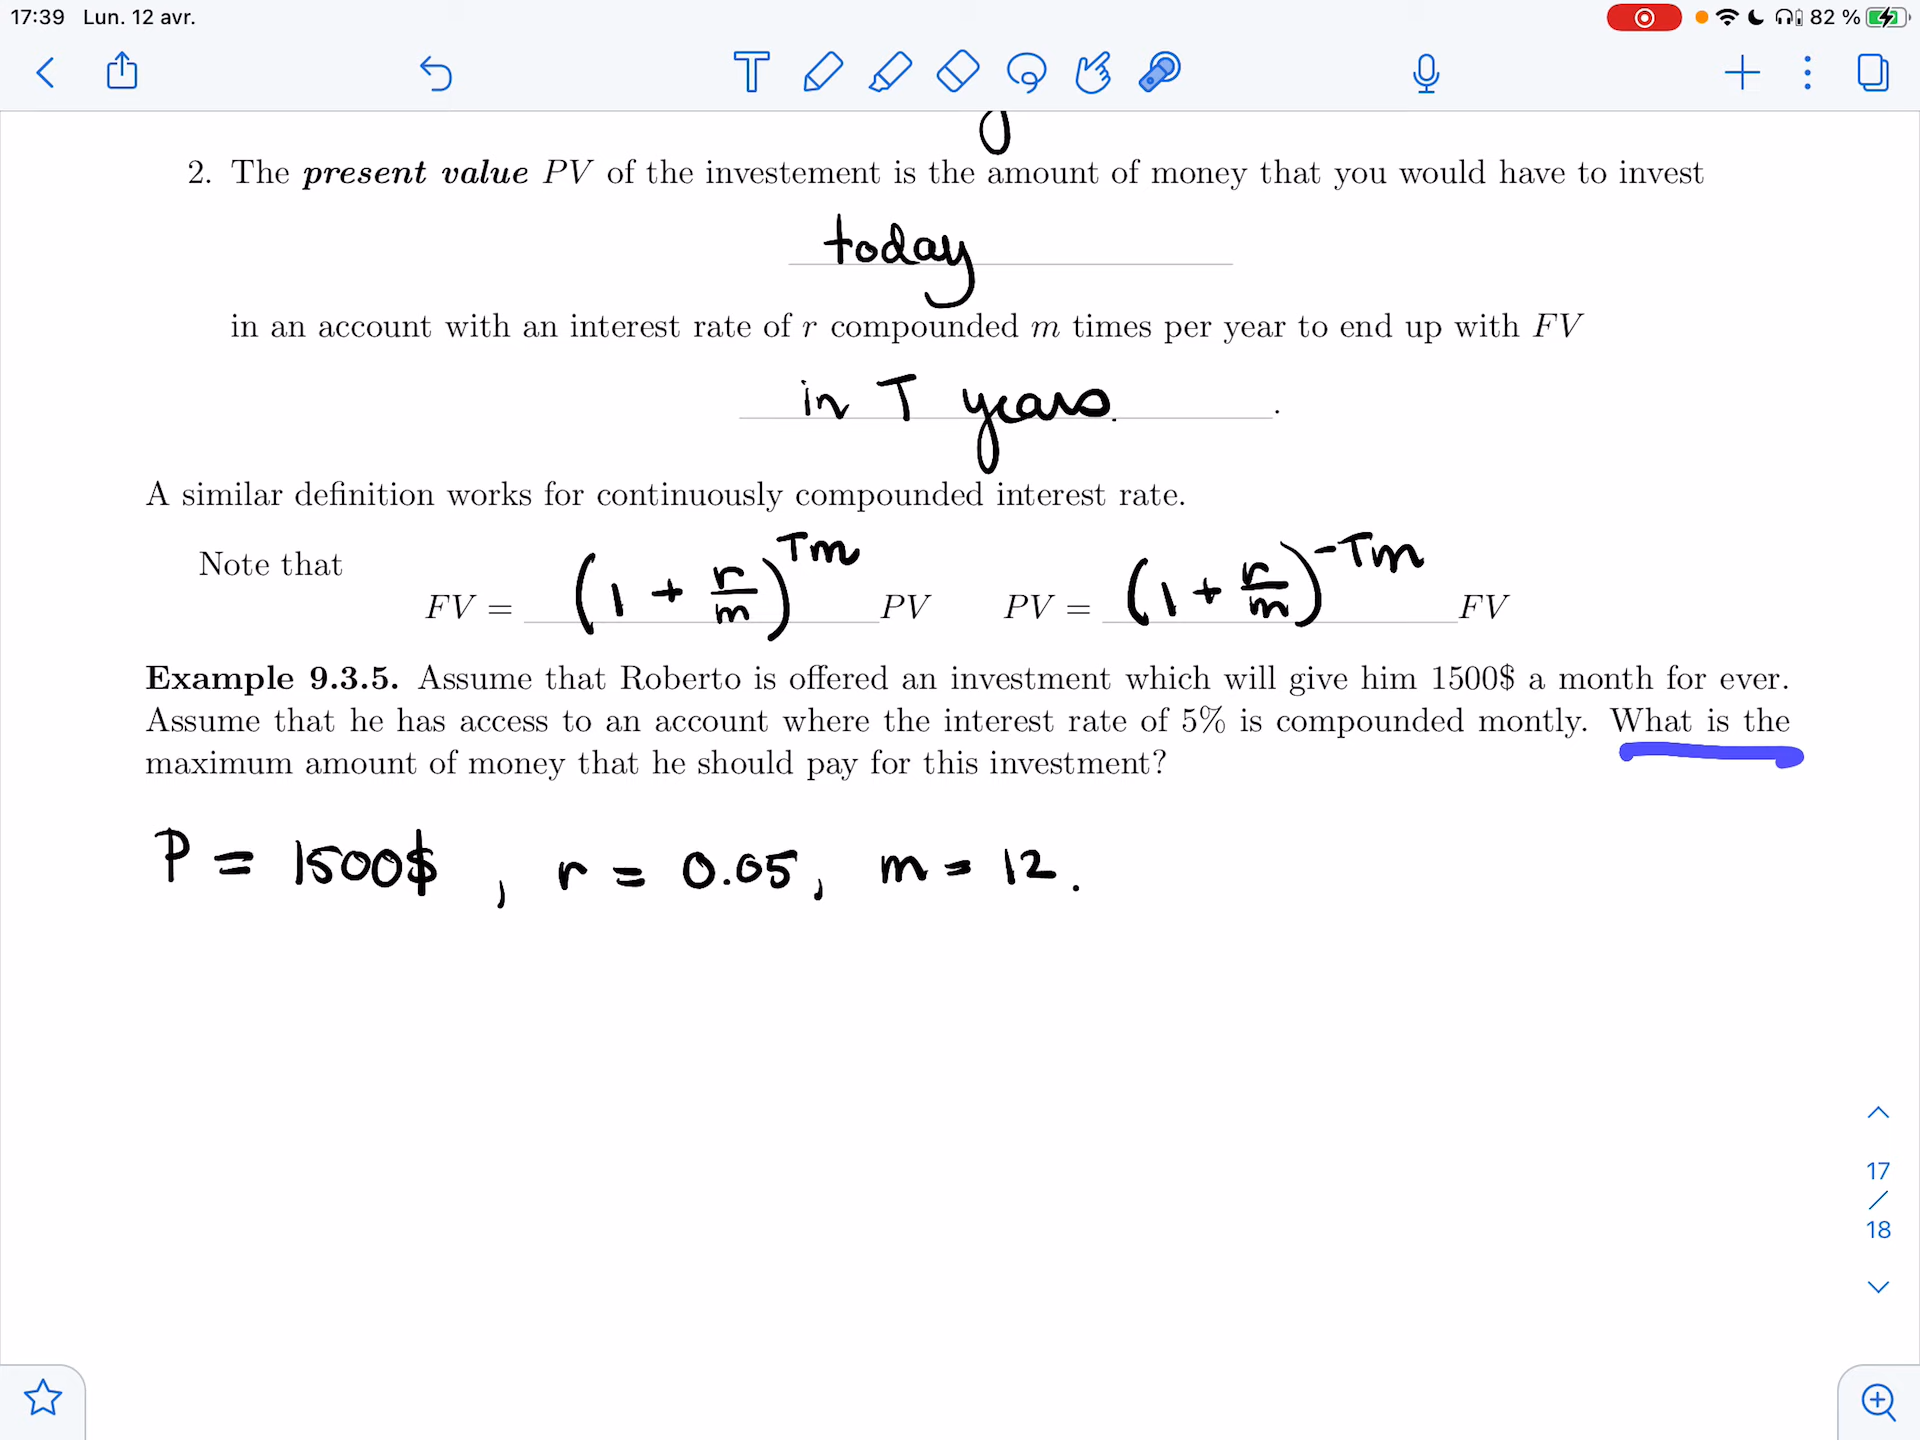 17:39 Lun. 12 avr. 82 %
T
2. The present value PV of the investement is the amount of money that you would have to invest
today
in an account with an interest rate of r compounded m times per year to end up with FV
in T years.
A similar definition works for continuously compounded interest rate.
Note that
FV = (1 + r/m)^Tm PV PV = (1 + r/m)^-Tm FV
Example 9.3.5. Assume that Roberto is offered an investment which will give him 1500$ a month for ever.
Assume that he has access to an account where the interest rate of 5% is compounded montly. What is the
maximum amount of money that he should pay for this investment?
P = 1500$, r = 0.05, m = 12.
17
/
18